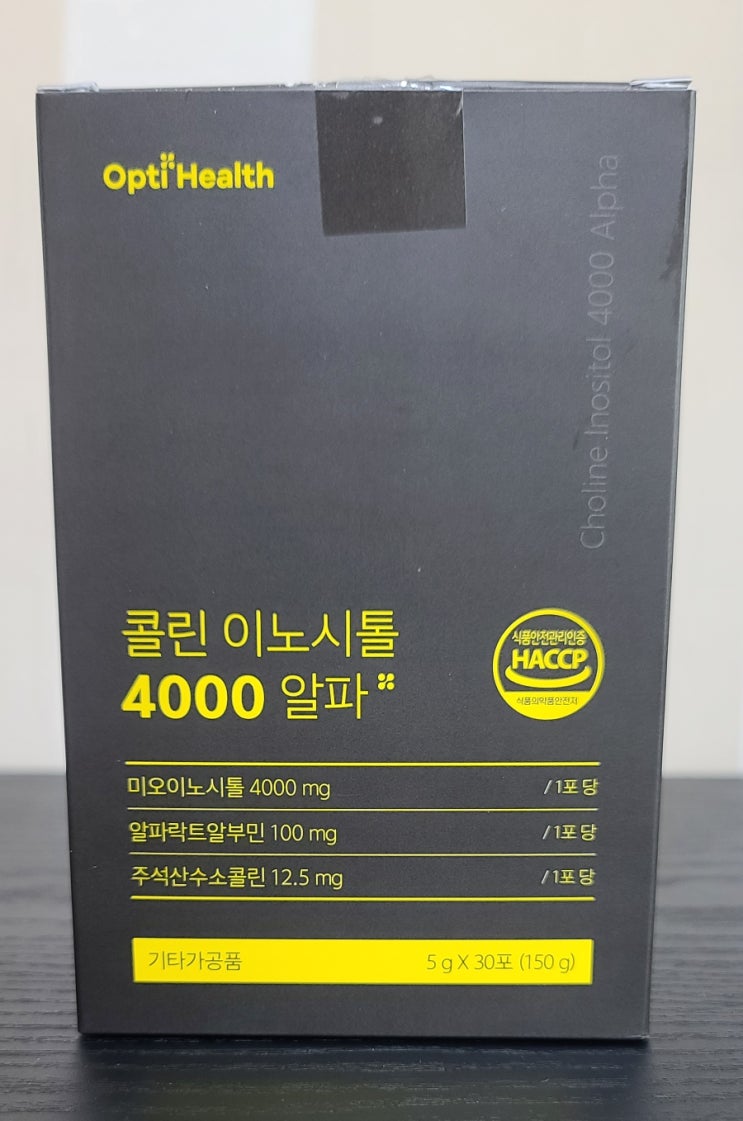 Opti Health
Choline.Inositol 4000 Alpha
콜린 이노시톨
4000 알파
식품안전관리인증
HACCP
식품의약품안전처
미오이노시톨 4000 mg /1포 당
알파락트알부민 100 mg /1포 당
주석산수소콜린 12.5 mg /1포 당
기타가공품 5 g X 30포 (150 g)